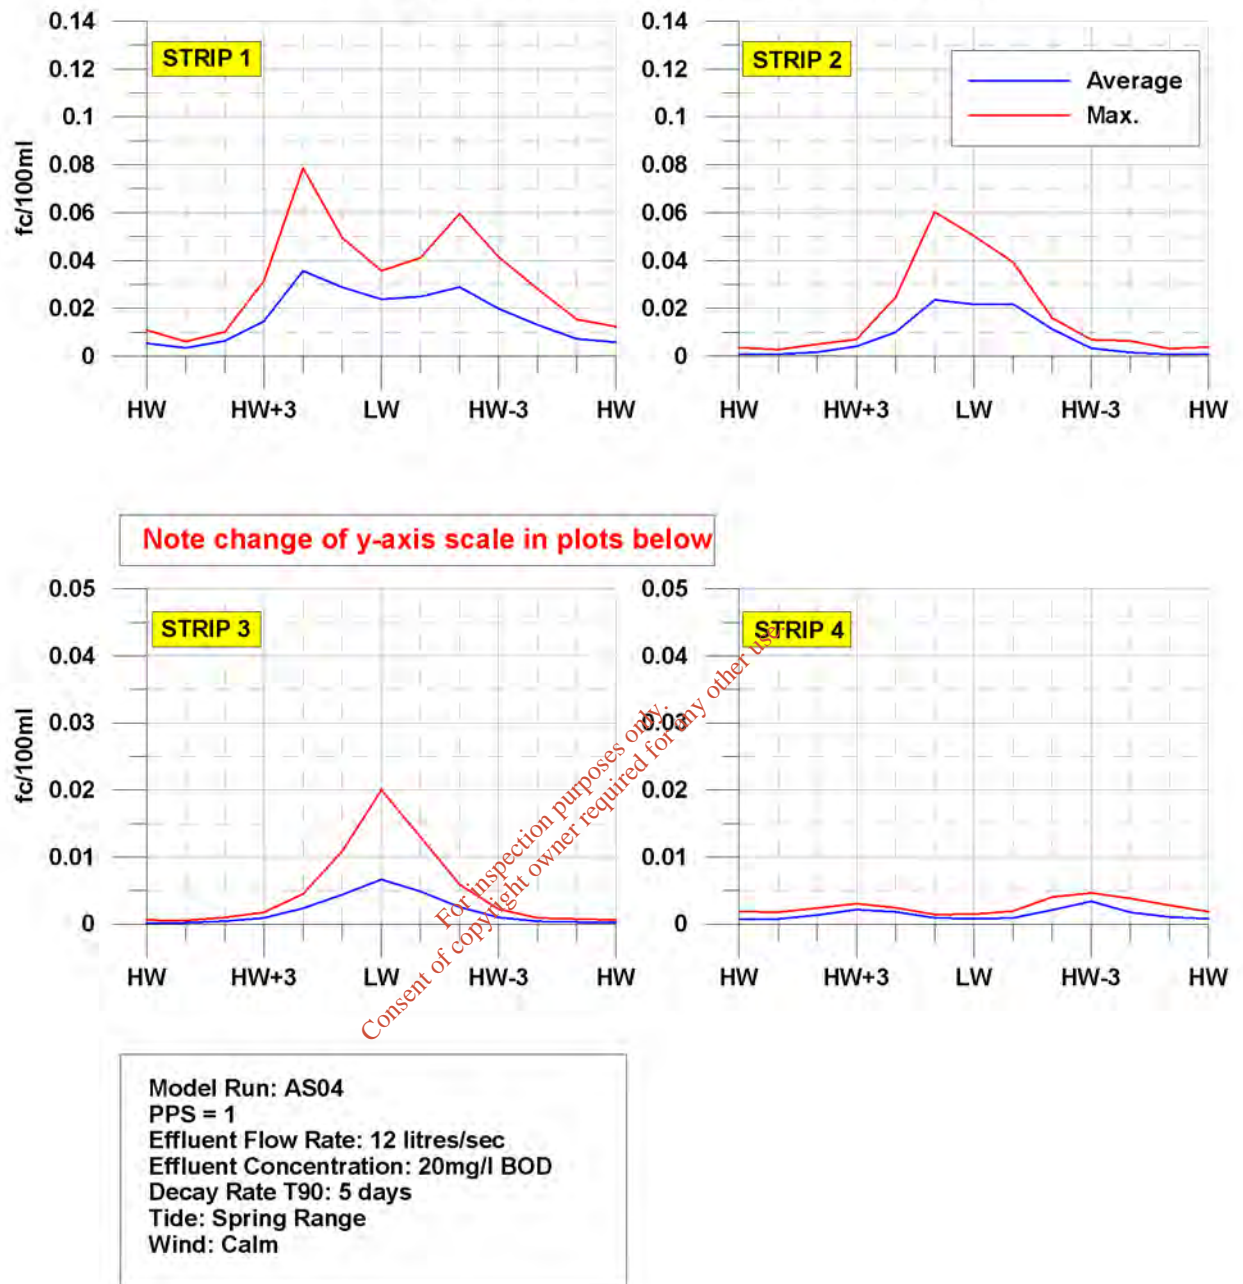 0.14
0.12
0.1
0.08
0.06
0.04
0.02
0
fc/100ml
STRIP 1
HW HW+3 LW HW-3 HW
0.14
0.12
0.1
0.08
0.06
0.04
0.02
0
STRIP 2
Average
Max.
HW HW+3 LW HW-3 HW
Note change of y-axis scale in plots below
0.05
0.04
0.03
0.02
0.01
0
fc/100ml
STRIP 3
HW HW+3 LW HW-3 HW
0.05
0.04
0.03
0.02
0.01
0
STRIP 4
HW HW+3 LW HW-3 HW
For inspection purposes only.
Consent of copyright owner required for any other use.
Model Run: AS04
PPS = 1
Effluent Flow Rate: 12 litres/sec
Effluent Concentration: 20mg/l BOD
Decay Rate T90: 5 days
Tide: Spring Range
Wind: Calm